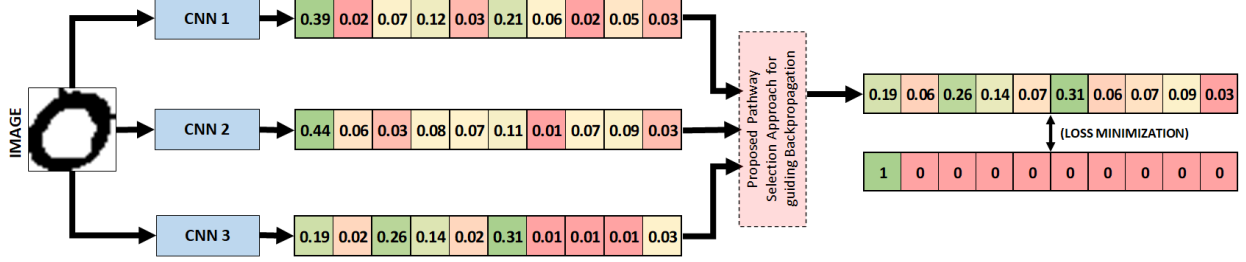 IMAGE
CNN 1
0.39 0.02 0.07 0.12 0.03 0.21 0.06 0.02 0.05 0.03
CNN 2
0.44 0.06 0.03 0.08 0.07 0.11 0.01 0.07 0.09 0.03
CNN 3
0.19 0.02 0.26 0.14 0.02 0.31 0.01 0.01 0.01 0.03
Proposed Pathway
Selection Approach for
guiding Backpropagation
0.19 0.06 0.26 0.14 0.07 0.31 0.06 0.07 0.09 0.03
(LOSS MINIMIZATION)
1 0 0 0 0 0 0 0 0 0